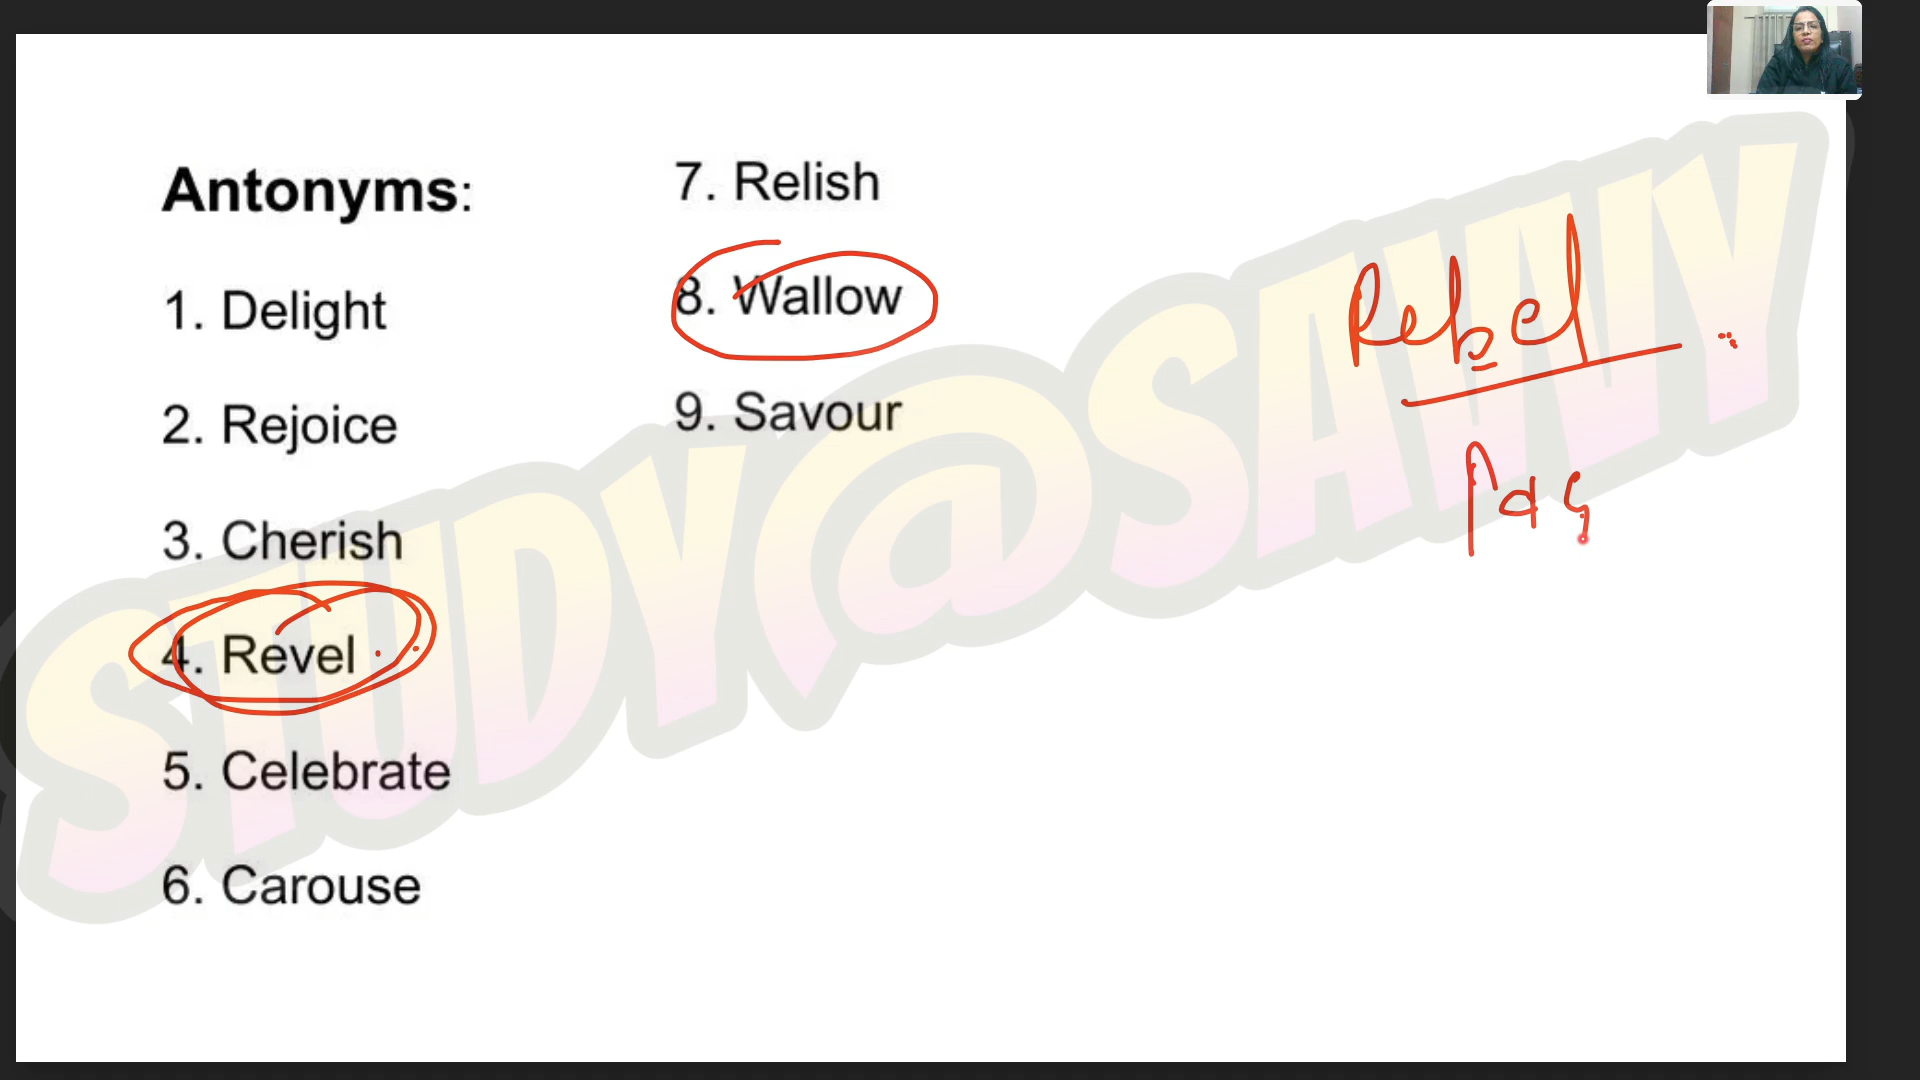 Antonyms:
1. Delight
2. Rejoice
3. Cherish
4. Revel
5. Celebrate
6. Carouse
7. Relish
8. Wallow
9. Savour
Rebel
STUDY@SAVVY